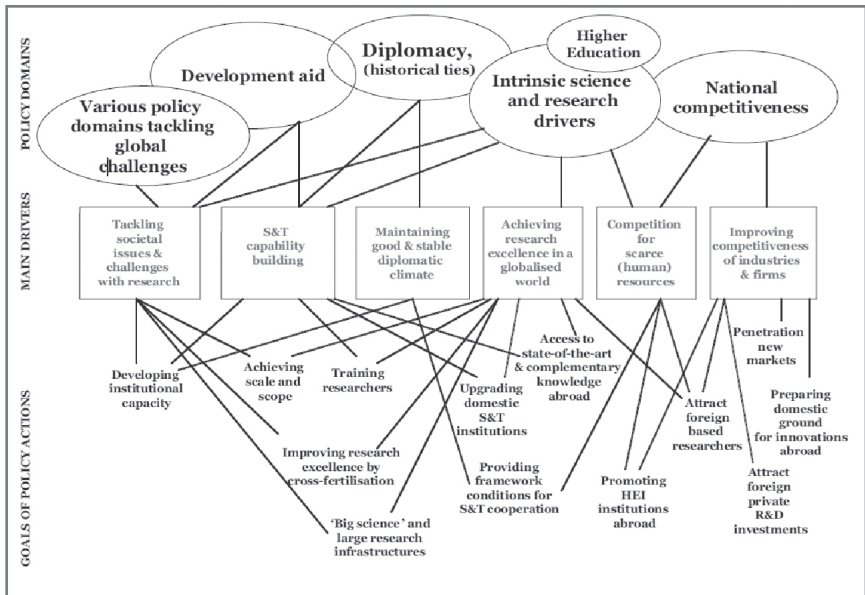 POLICY DOMAINS
Various policy
domains tackling
global
challenges
Development aid
Diplomacy,
(historical ties)
Higher
Education
Intrinsic science
and research
drivers
National
competitiveness
MAIN DRIVERS
Tackling
societal
issues &
challenges
with research
S&T
capability
building
Maintaining
good & stable
diplomatic
climate
Achieving
research
excellence in a
globalised
world
Competition
for
scarce
(human)
resources
Improving
competitiveness
of industries
& firms
GOALS OF POLICY ACTIONS
Developing
institutional
capacity
Achieving
scale and
scope
Training
researchers
Upgrading
domestic
S&T
institutions
Access to
state-of-the-art
& complementary
knowledge
abroad
Penetration
new
markets
Attract
foreign
based
researchers
Preparing
domestic
ground
for innovations
abroad
Improving research
excellence by
cross-fertilisation
Providing
framework
conditions for
S&T cooperation
Promoting
HEI
institutions
abroad
Attract
foreign
private
R&D
investments
‘Big science’ and
large research
infrastructures